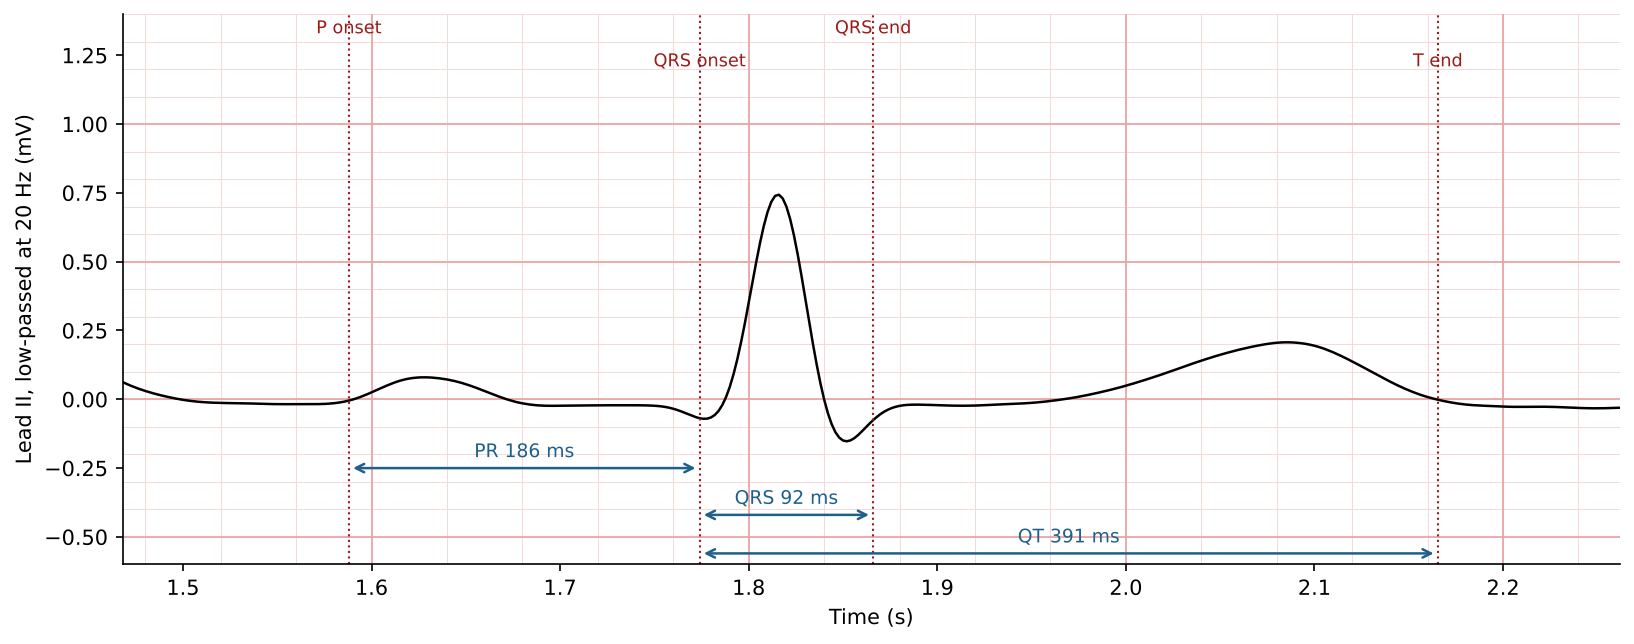 P onset
QRS end
QRS onset
T end
1.25
1.00
0.75
0.50
0.25
0.00
−0.25
−0.50
Lead II, low-passed at 20 Hz (mV)
PR 186 ms
QRS 92 ms
QT 391 ms
1.5 1.6 1.7 1.8 1.9 2.0 2.1 2.2
Time (s)